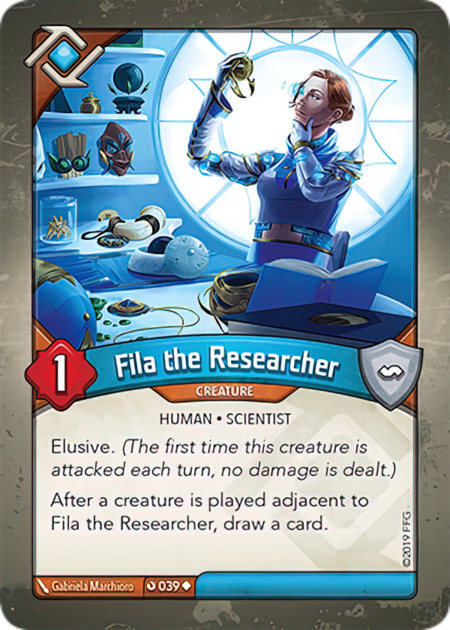 1
Fila the Researcher
CREATURE
HUMAN • SCIENTIST
Elusive. (The first time this creature is
attacked each turn, no damage is dealt.)
After a creature is played adjacent to
Fila the Researcher, draw a card.
©2019 FFG
Gabriela Marchioro
039